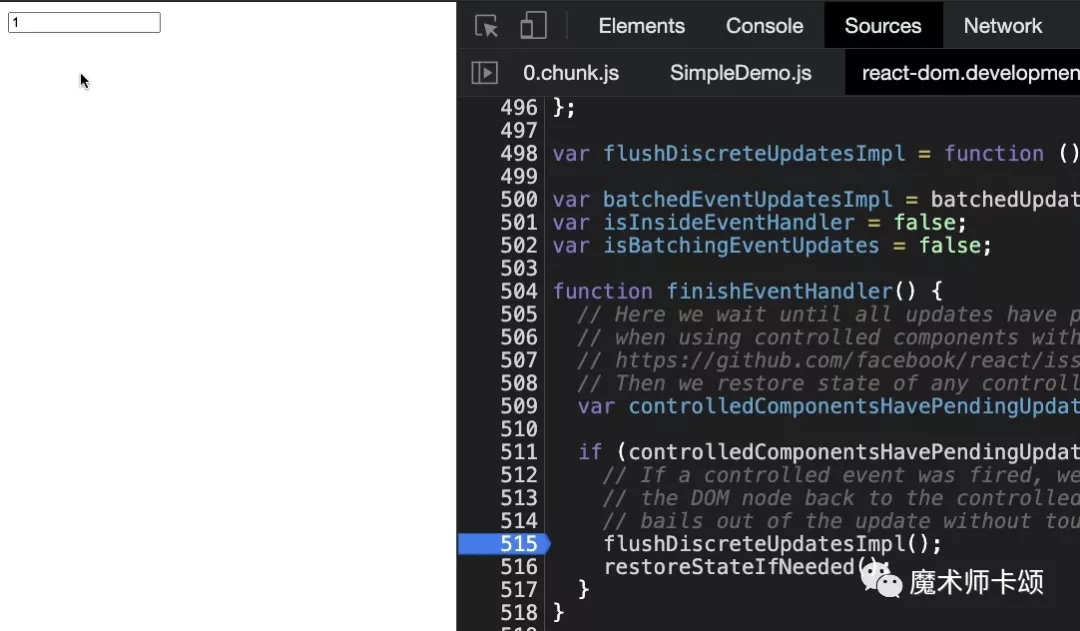 1
Elements Console Sources Network
0.chunk.js SimpleDemo.js react-dom.developmen
496 };
497
498 var flushDiscreteUpdatesImpl = function ()
499
500 var batchedEventUpdatesImpl = batchedUpdat
501 var isInsideEventHandler = false;
502 var isBatchingEventUpdates = false;
503
504 function finishEventHandler() {
505 // Here we wait until all updates have p
506 // when using controlled components with
507 // https://github.com/facebook/react/iss
508 // Then we restore state of any controll
509 var controlledComponentsHavePendingUpdat
510
511 if (controlledComponentsHavePendingUpdat
512 // If a controlled event was fired, we
513 // the DOM node back to the controlled
514 // bails out of the update without tou
515 flushDiscreteUpdatesImpl();
516 restoreStateIfNeeded();
517 }
518 }
魔术师卡颂